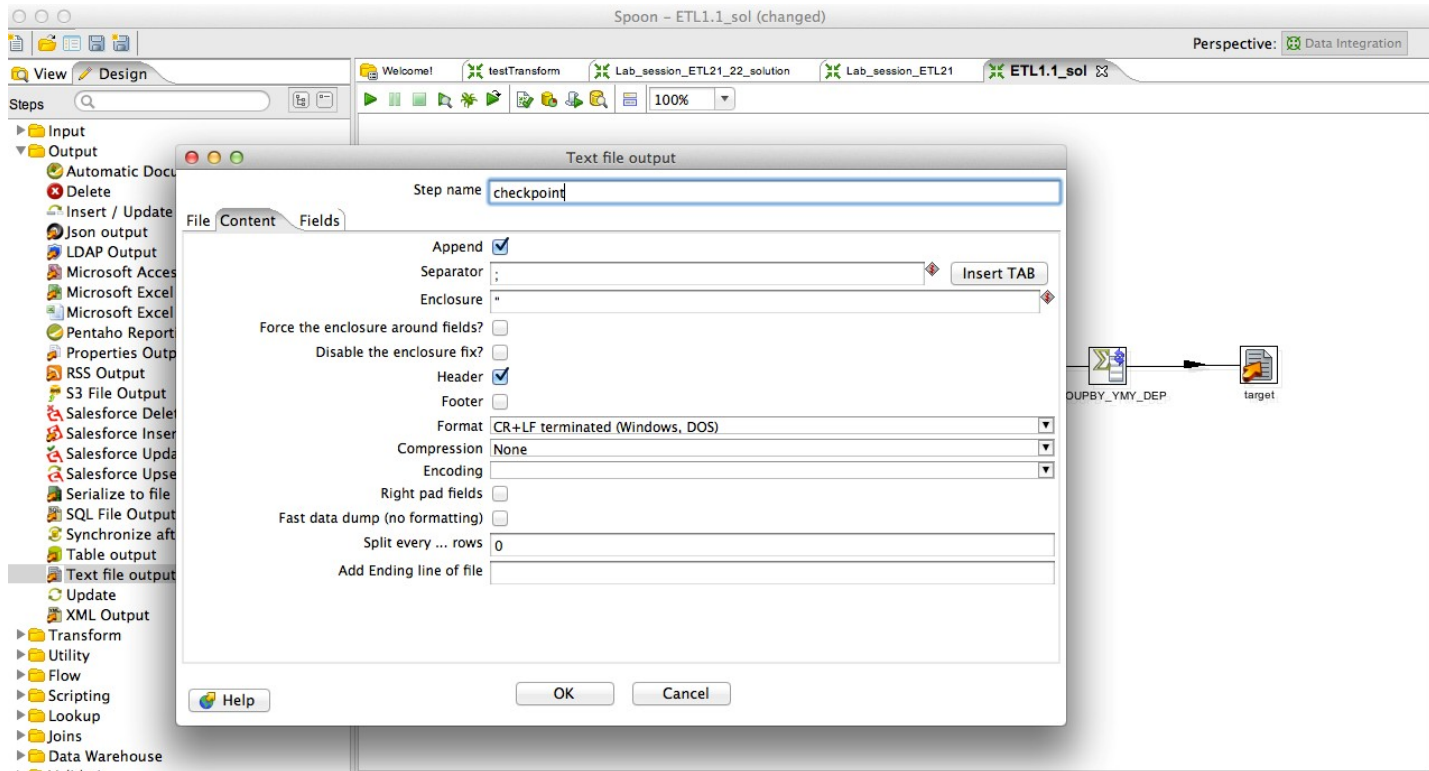 Spoon – ETL1.1_sol (changed)
Perspective: Data Integration
View Design
Welcome! testTransform Lab_session_ETL21_22_solution Lab_session_ETL21 ETL1.1_sol
Steps
100%
Input
Output
Automatic Docu
Delete
Insert / Update
Json output
LDAP Output
Microsoft Acces
Microsoft Excel
Microsoft Excel
Pentaho Report
Properties Outp
RSS Output
S3 File Output
Salesforce Delet
Salesforce Inser
Salesforce Upda
Salesforce Upse
Serialize to file
SQL File Output
Synchronize aft
Table output
Text file output
Update
XML Output
Transform
Utility
Flow
Scripting
Lookup
Joins
Data Warehouse
Text file output
Step name checkpoint
File Content Fields
Append
Separator ; Insert TAB
Enclosure "
Force the enclosure around fields?
Disable the enclosure fix?
Header
Footer
Format CR+LF terminated (Windows, DOS)
Compression None
Encoding
Right pad fields
Fast data dump (no formatting)
Split every ... rows 0
Add Ending line of file
Help OK Cancel
OUPBY_YMY_DEP
target